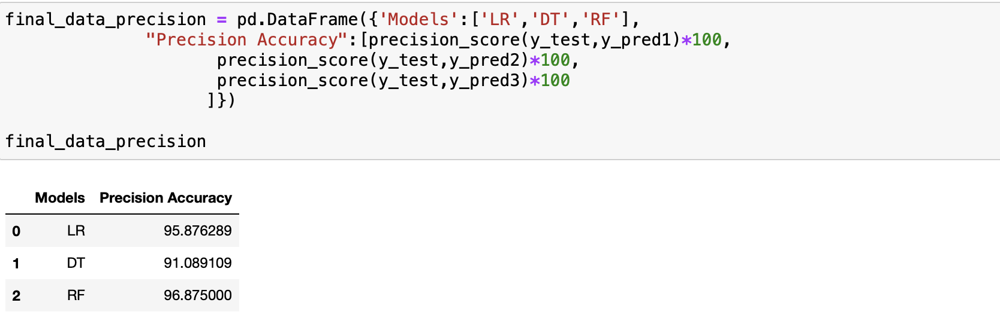 final_data_precision = pd.DataFrame({'Models':['LR','DT','RF'],
"Precision Accuracy":[precision_score(y_test,y_pred1)*100,
precision_score(y_test,y_pred2)*100,
precision_score(y_test,y_pred3)*100
]})
final_data_precision
Models Precision Accuracy
0 LR 95.876289
1 DT 91.089109
2 RF 96.875000